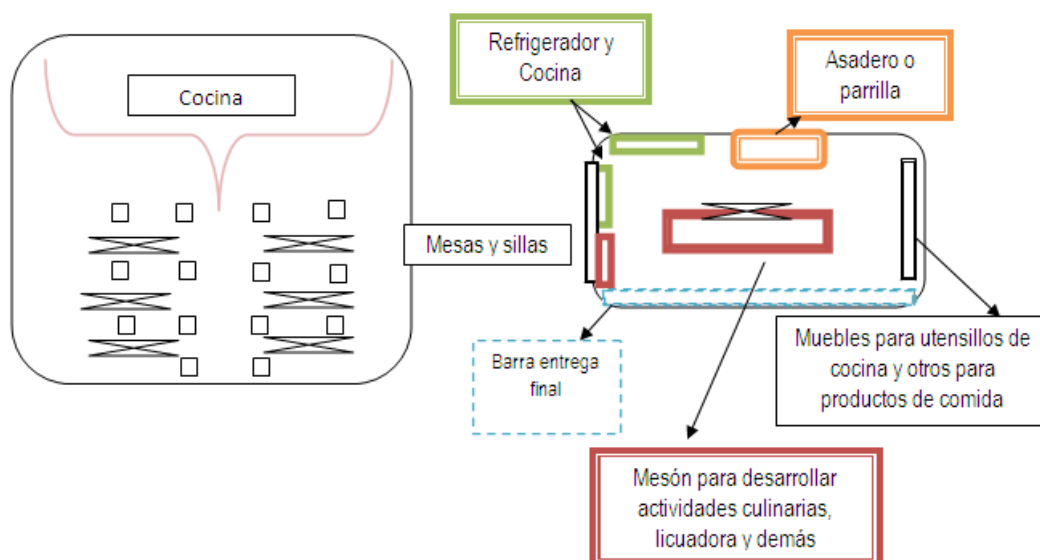 Cocina
Refrigerador y
Cocina
Asadero o
parrilla
Mesas y sillas
Barra entrega
final
Muebles para utensillos de
cocina y otros para
productos de comida
Mesón para desarrollar
actividades culinarias,
licuadora y demás